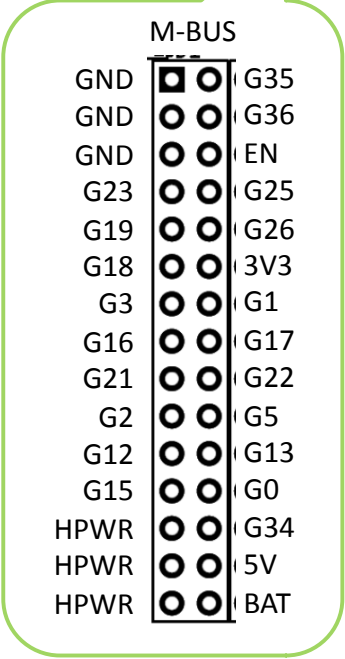 M-BUS
GND G35
GND G36
GND EN
G23 G25
G19 G26
G18 3V3
G3 G1
G16 G17
G21 G22
G2 G5
G12 G13
G15 G0
HPWR G34
HPWR 5V
HPWR BAT